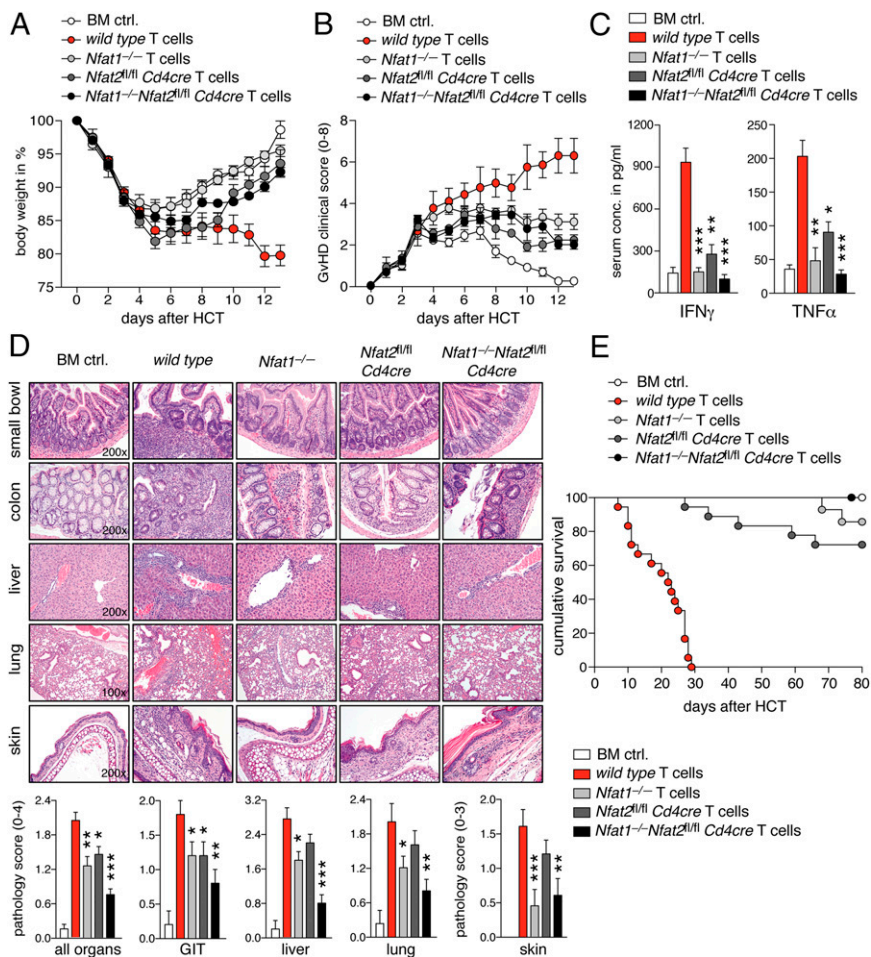 A
BM ctrl.
wild type T cells
Nfat1–/– T cells
Nfat2fl/fl Cd4cre T cells
Nfat1–/–Nfat2fl/fl Cd4cre T cells
body weight in %
100
95
90
85
80
75
0 2 4 6 8 10 12
days after HCT
B
BM ctrl.
wild type T cells
Nfat1–/– T cells
Nfat2fl/fl Cd4cre T cells
Nfat1–/–Nfat2fl/fl Cd4cre T cells
GvHD clinical score (0-8)
8
6
4
2
0
0 2 4 6 8 10 12
days after HCT
C
BM ctrl.
wild type T cells
Nfat1–/– T cells
Nfat2fl/fl Cd4cre T cells
Nfat1–/–Nfat2fl/fl Cd4cre T cells
serum conc. in pg/ml
1200
900
600
300
0
***
**
***
IFNγ
250
200
150
100
50
0
**
*
***
TNFα
D
BM ctrl.
wild type
Nfat1–/–
Nfat2fl/fl
Cd4cre
Nfat1–/–Nfat2fl/fl
Cd4cre
small bowl
200x
colon
200x
liver
200x
lung
100x
skin
200x
pathology score (0-4)
2.4
1.8
1.2
0.6
0.0
**
*
***
all organs
2.0
1.5
1.0
0.5
0.0
*
*
**
GIT
3.2
2.4
1.6
0.8
0.0
*
***
liver
2.4
1.8
1.2
0.6
0.0
*
**
lung
pathology score (0-3)
2.0
1.5
1.0
0.5
0.0
***
**
skin
E
BM ctrl.
wild type T cells
Nfat1–/– T cells
Nfat2fl/fl Cd4cre T cells
Nfat1–/–Nfat2fl/fl Cd4cre T cells
cumulative survival
100
80
60
40
20
0
0 10 20 30 40 50 60 70 80
days after HCT
BM ctrl.
wild type T cells
Nfat1–/– T cells
Nfat2fl/fl Cd4cre T cells
Nfat1–/–Nfat2fl/fl Cd4cre T cells